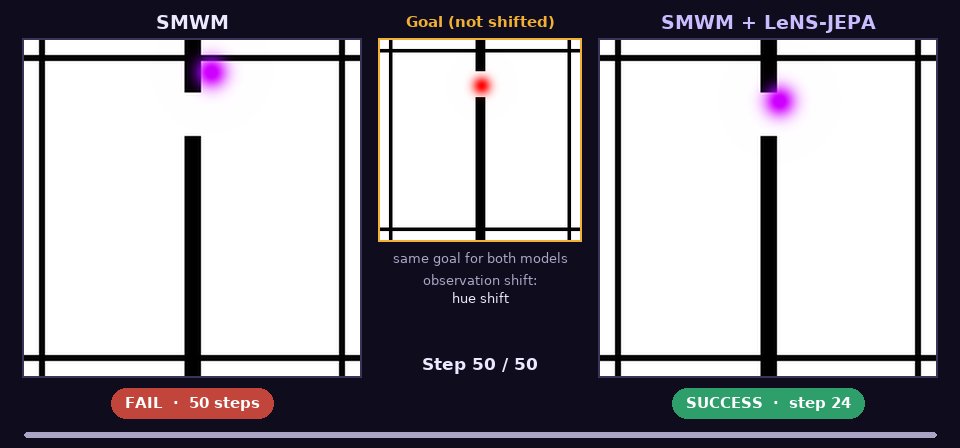 SMWM
Goal (not shifted)
SMWM + LeNS-JEPA
same goal for both models
observation shift:
hue shift
Step 50 / 50
FAIL · 50 steps
SUCCESS · step 24